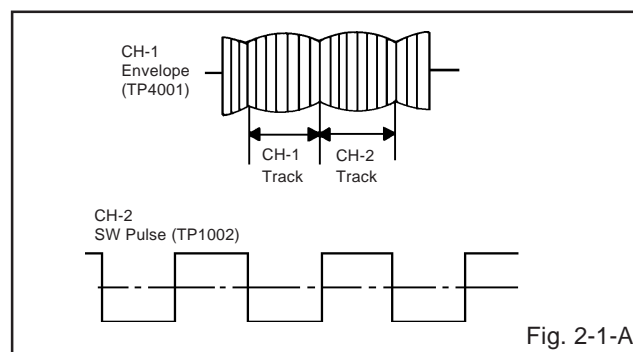 CH-1
Envelope
(TP4001)
CH-1
Track
CH-2
Track
CH-2
SW Pulse (TP1002)
Fig. 2-1-A